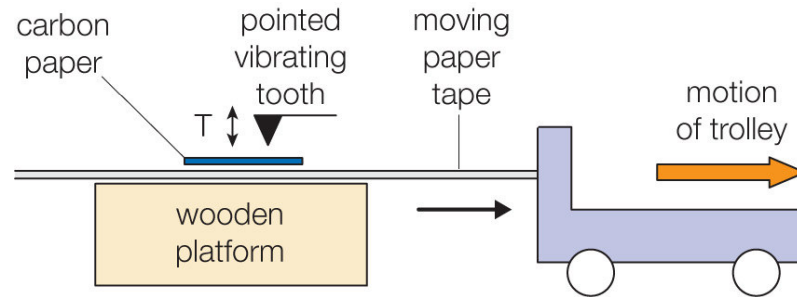 carbon
paper
pointed
vibrating
tooth
moving
paper
tape
motion
of trolley
T
wooden
platform